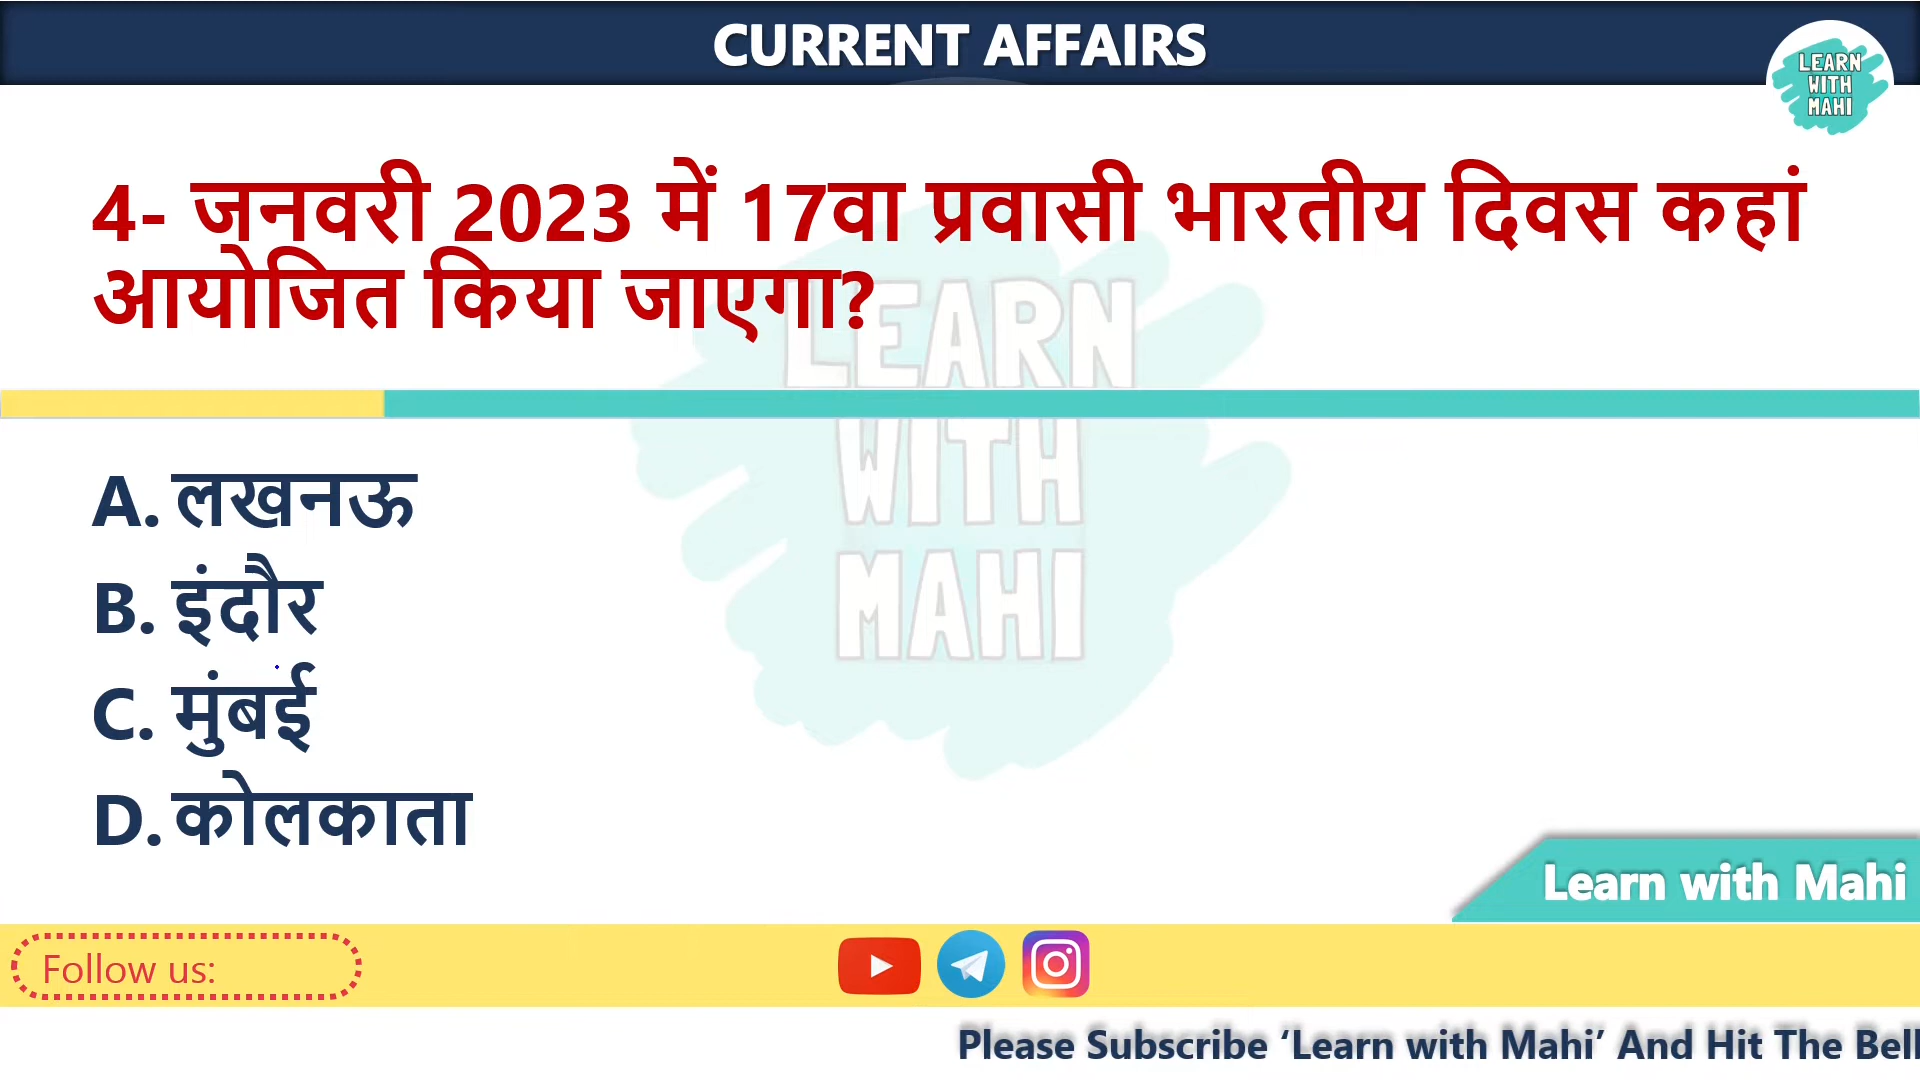 CURRENT AFFAIRS
LEARN
WITH
MAHI
4- जनवरी 2023 में 17वा प्रवासी भारतीय दिवस कहां
आयोजित किया जाएगा?
LEARN
WITH
MAHI
A. लखनऊ
B. इंदौर
C. मुंबई
D. कोलकाता
Learn with Mahi
Follow us:
Please Subscribe ‘Learn with Mahi’ And Hit The Bell